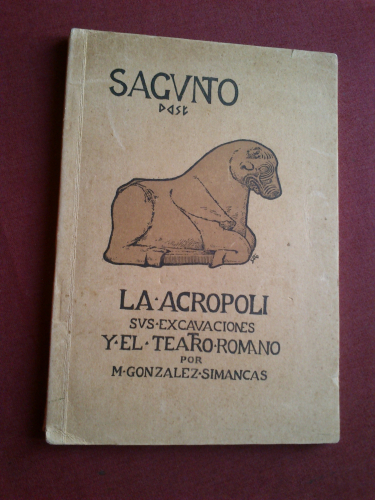 SAGVNTO
LA·ACROPOLI
SVS·EXCAVACIONES
Y·EL·TEATRO·ROMANO
POR
M·GONZALEZ·SIMANCAS